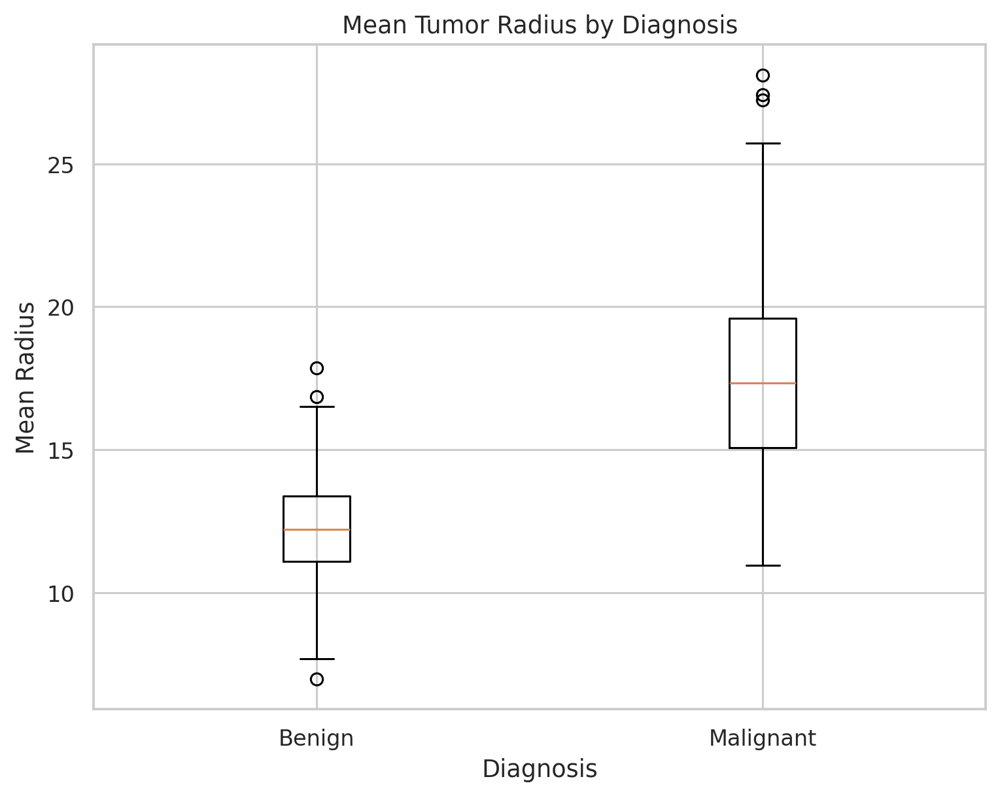 Mean Tumor Radius by Diagnosis
Mean Radius
25
20
15
10
Benign
Malignant
Diagnosis